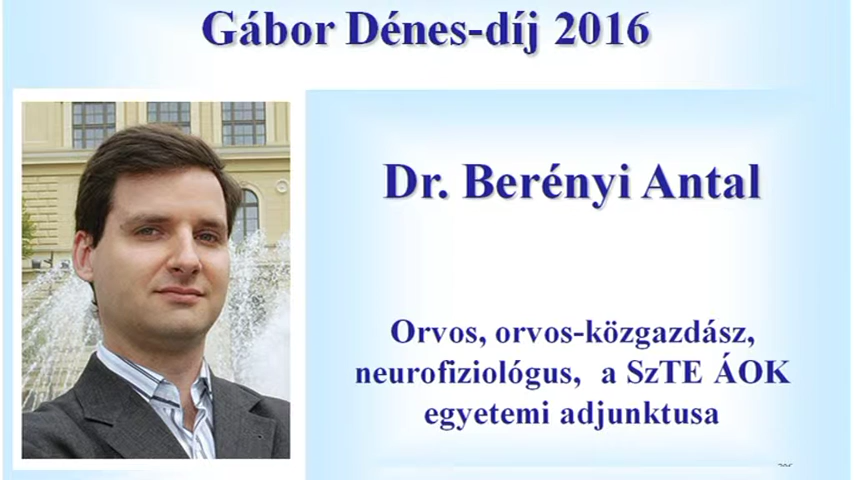 Gábor Dénes-díj 2016
Dr. Berényi Antal
Orvos, orvos-közgazdász,
neurofiziológus, a SzTE ÁOK
egyetemi adjunktusa